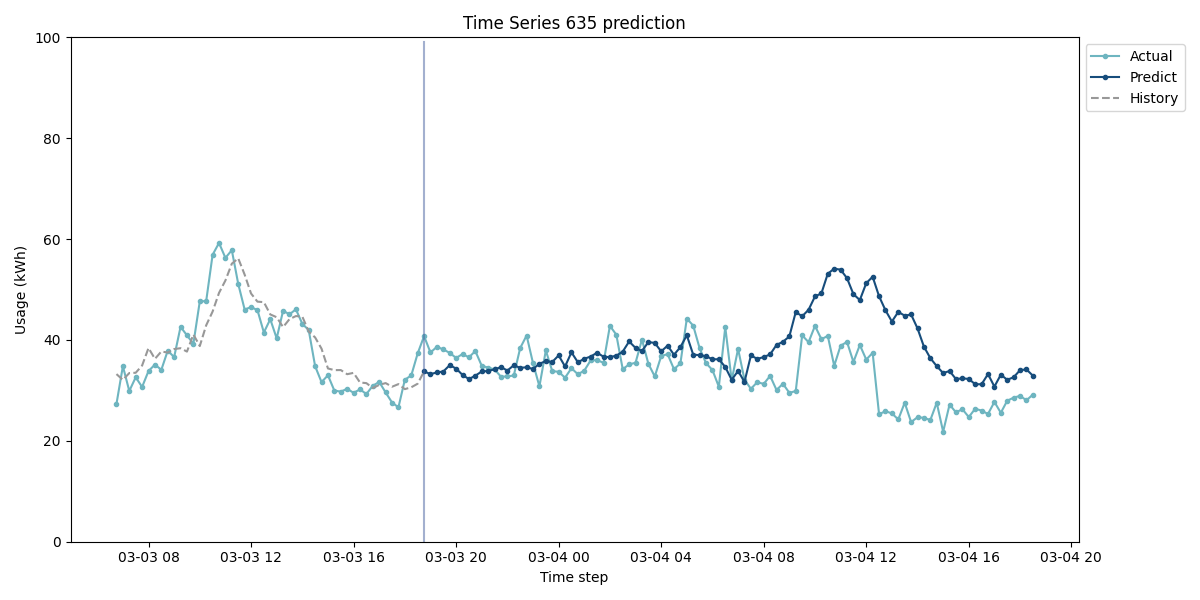 Time Series 635 prediction
100
80
60
40
20
0
Usage (kWh)
03-03 08
03-03 12
03-03 16
03-03 20
03-04 00
03-04 04
03-04 08
03-04 12
03-04 16
03-04 20
Time step
Actual
Predict
History